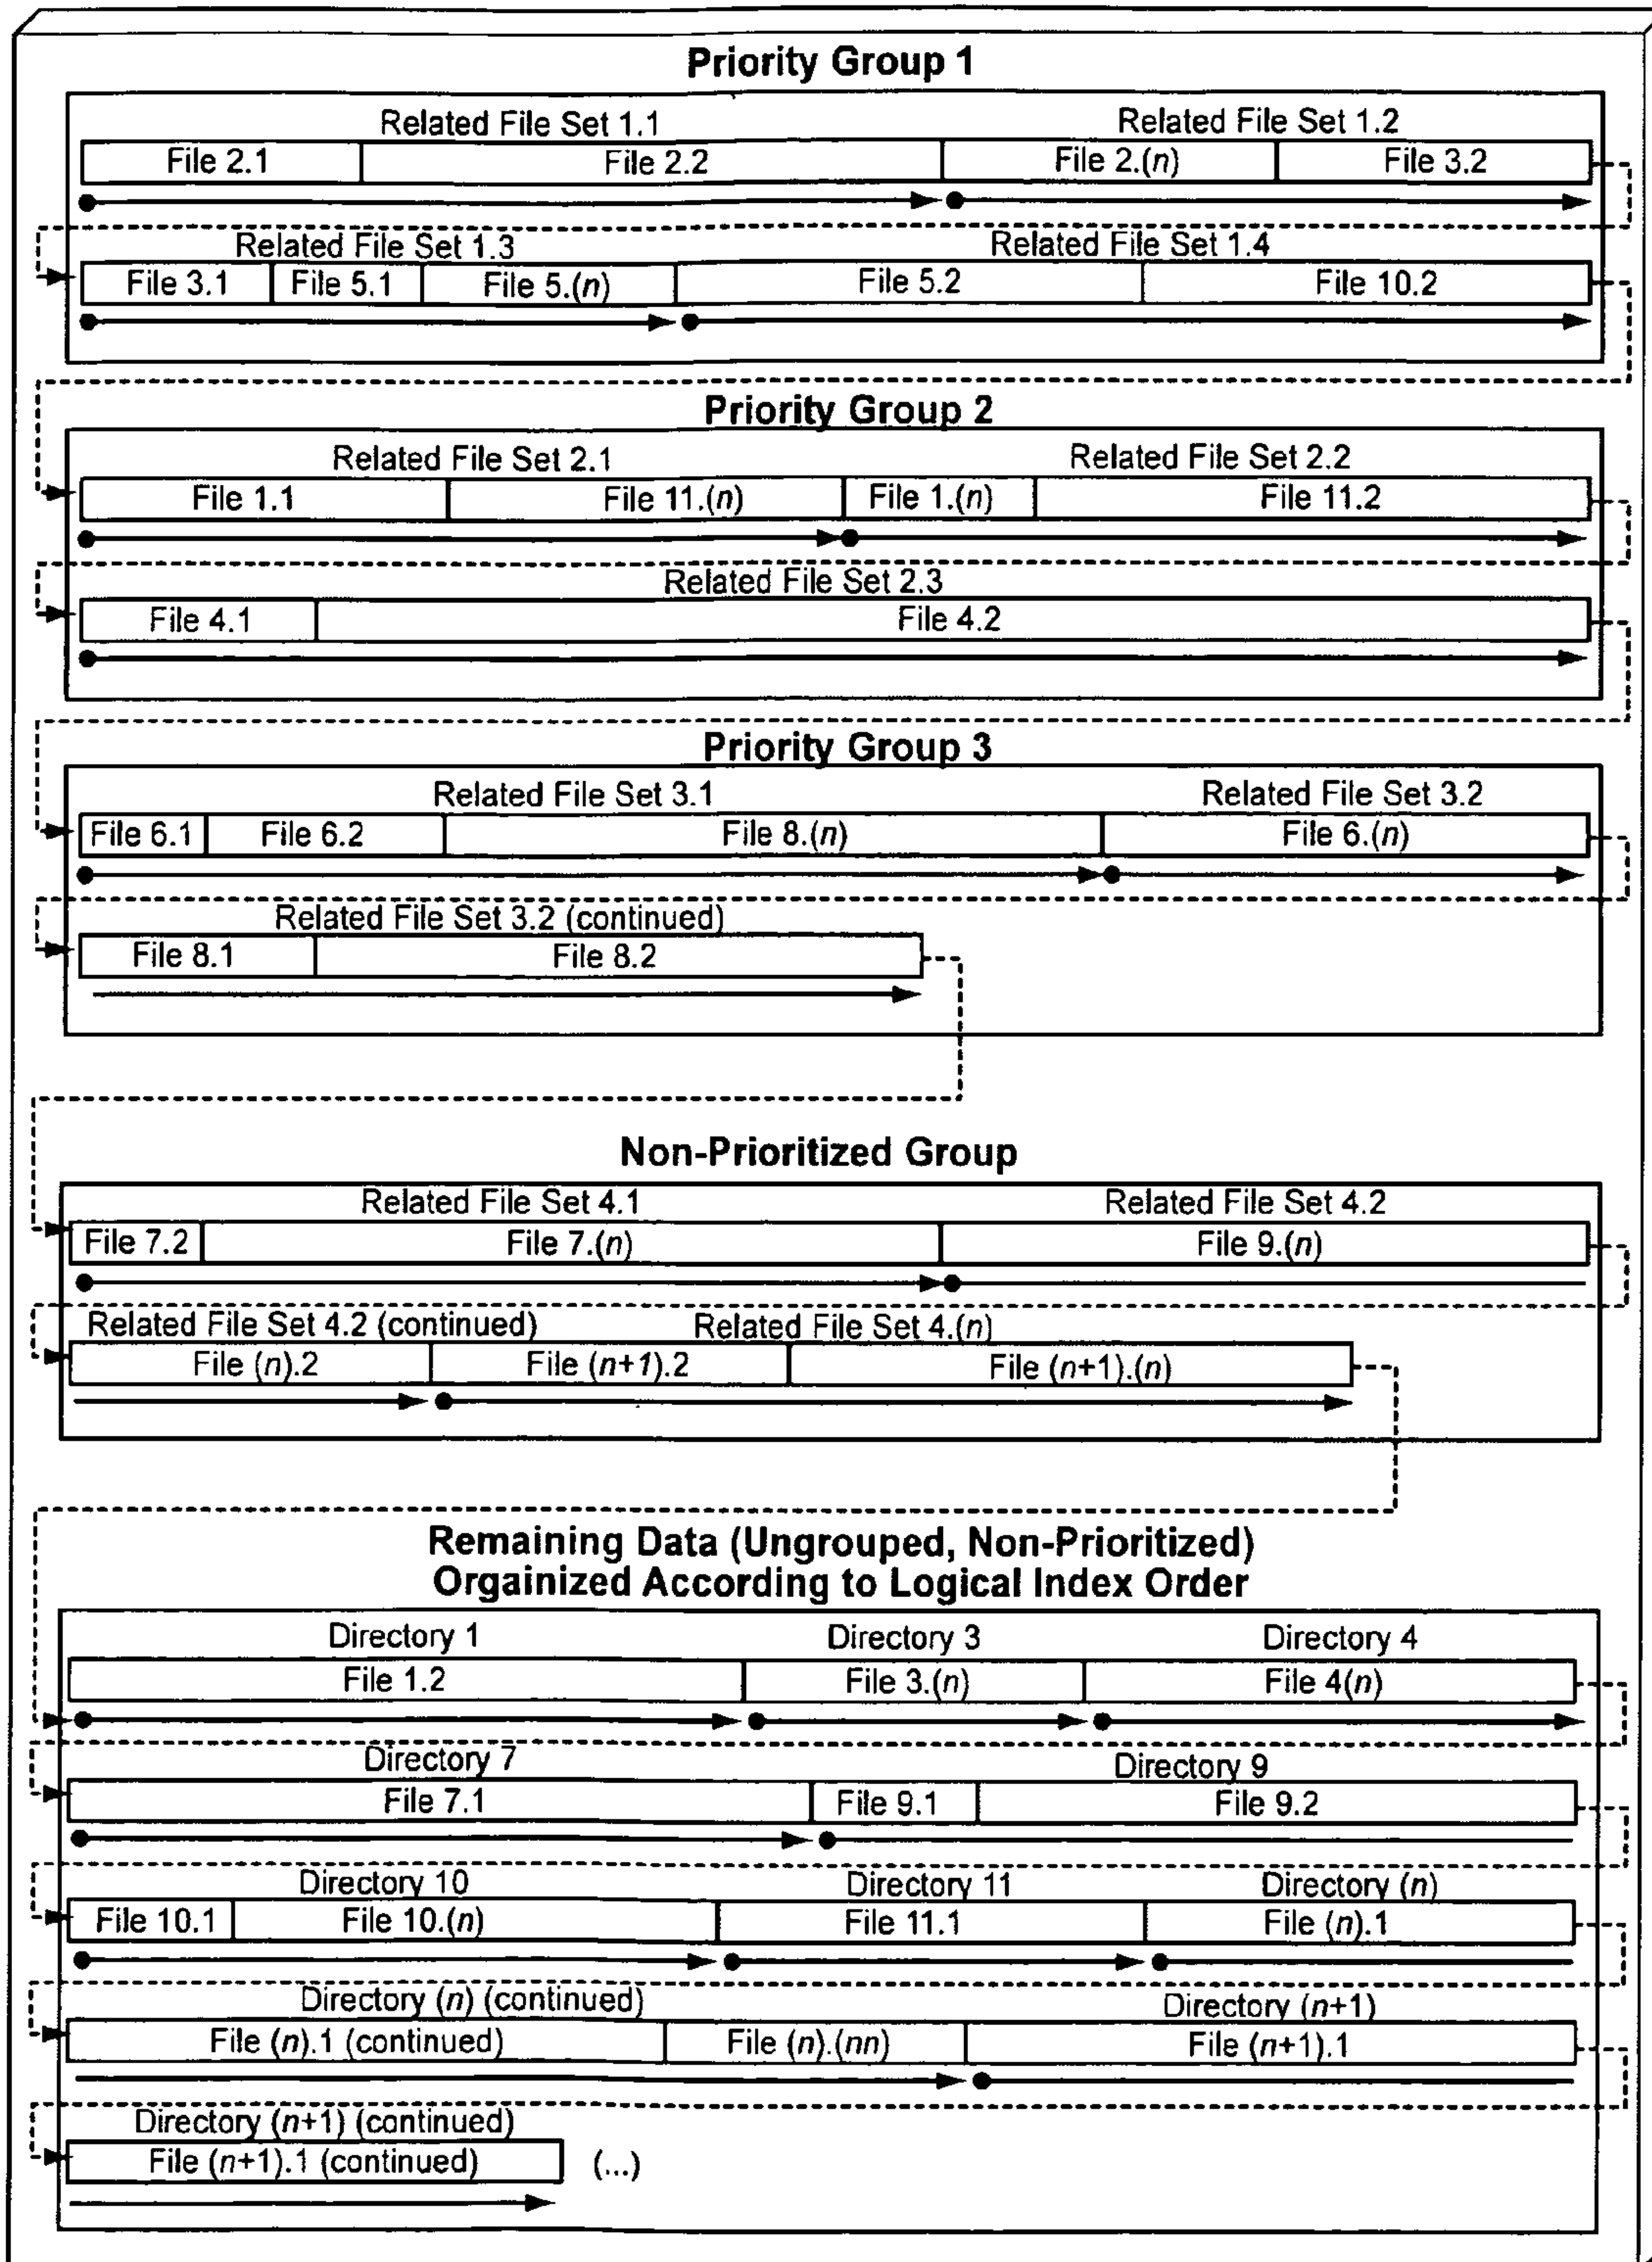 Priority Group 1
Related File Set 1.1 Related File Set 1.2
File 2.1 File 2.2 File 2.(n) File 3.2
Related File Set 1.3 Related File Set 1.4
File 3.1 File 5.1 File 5.(n) File 5.2 File 10.2
Priority Group 2
Related File Set 2.1 Related File Set 2.2
File 1.1 File 11.(n) File 1.(n) File 11.2
Related File Set 2.3
File 4.1 File 4.2
Priority Group 3
Related File Set 3.1 Related File Set 3.2
File 6.1 File 6.2 File 8.(n) File 6.(n)
Related File Set 3.2 (continued)
File 8.1 File 8.2
Non-Prioritized Group
Related File Set 4.1 Related File Set 4.2
File 7.2 File 7.(n) File 9.(n)
Related File Set 4.2 (continued) Related File Set 4.(n)
File (n).2 File (n+1).2 File (n+1).(n)
Remaining Data (Ungrouped, Non-Prioritized)
Orgainized According to Logical Index Order
Directory 1 Directory 3 Directory 4
File 1.2 File 3.(n) File 4(n)
Directory 7 Directory 9
File 7.1 File 9.1 File 9.2
Directory 10 Directory 11 Directory (n)
File 10.1 File 10.(n) File 11.1 File (n).1
Directory (n) (continued) Directory (n+1)
File (n).1 (continued) File (n).(nn) File (n+1).1
Directory (n+1) (continued)
File (n+1).1 (continued) (...)